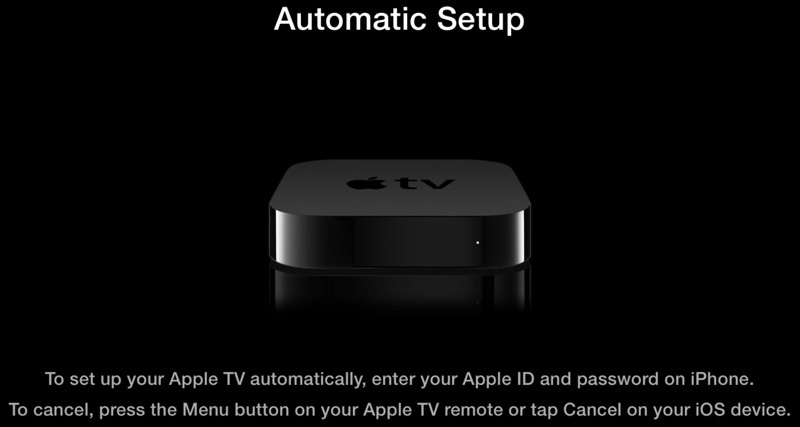 Automatic Setup
tv
To set up your Apple TV automatically, enter your Apple ID and password on iPhone.
To cancel, press the Menu button on your Apple TV remote or tap Cancel on your iOS device.